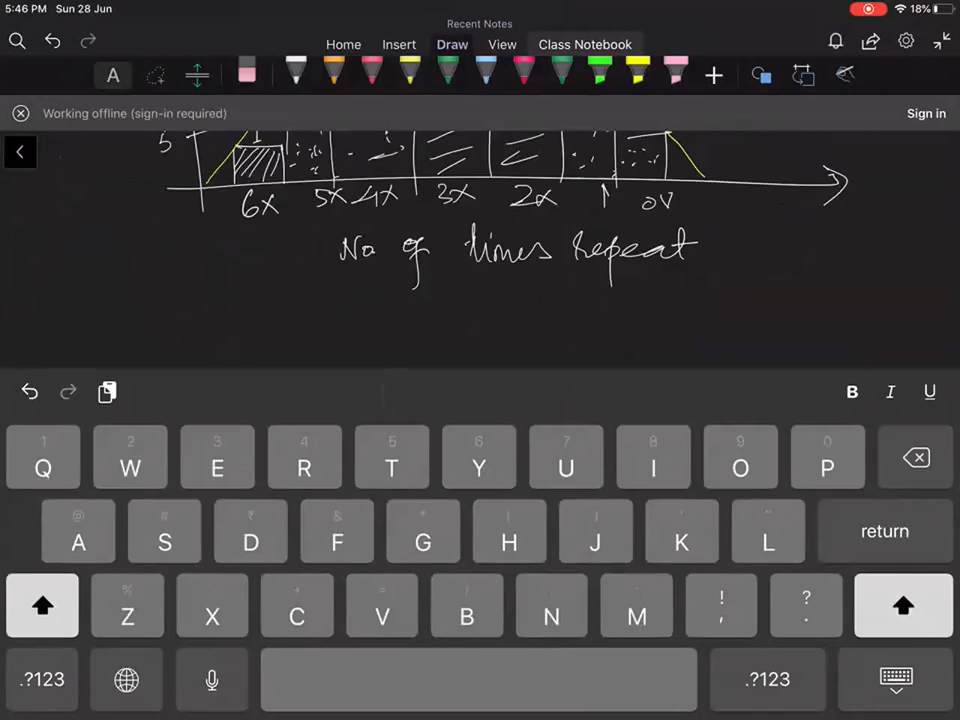 5:46 PM Sun 28 Jun
18%
Recent Notes
Home Insert Draw View Class Notebook
A
Working offline (sign-in required) Sign in
5
6X 5X 4X 3X 2X 1 OV
No of times repeat
B I U
1 2 3 4 5 6 7 8 9 0
Q W E R T Y U I O P
@ # ₹ & * ( ) ' "
A S D F G H J K L return
% - + = / ; : ! ?
Z X C V B N M , .
.?123 .?123